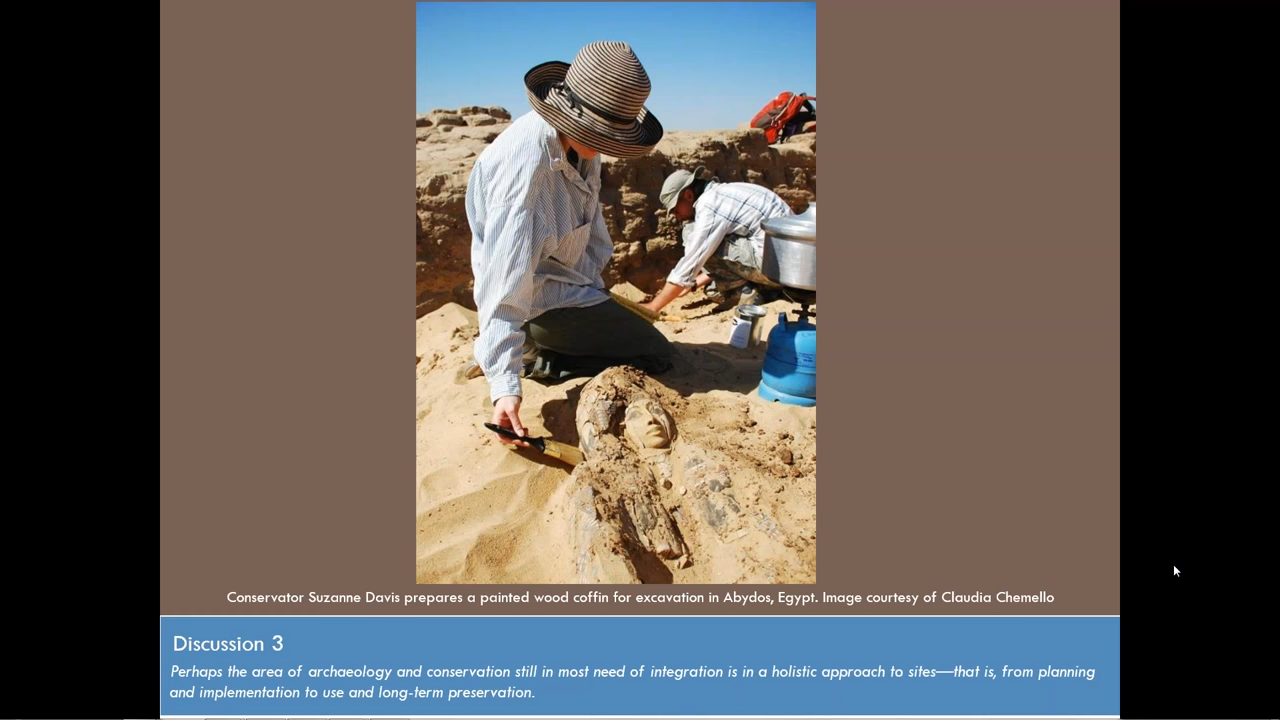 Conservator Suzanne Davis prepares a painted wood coffin for excavation in Abydos, Egypt. Image courtesy of Claudia Chemello
Discussion 3
Perhaps the area of archaeology and conservation still in most need of integration is in a holistic approach to sites—that is, from planning
and implementation to use and long-term preservation.